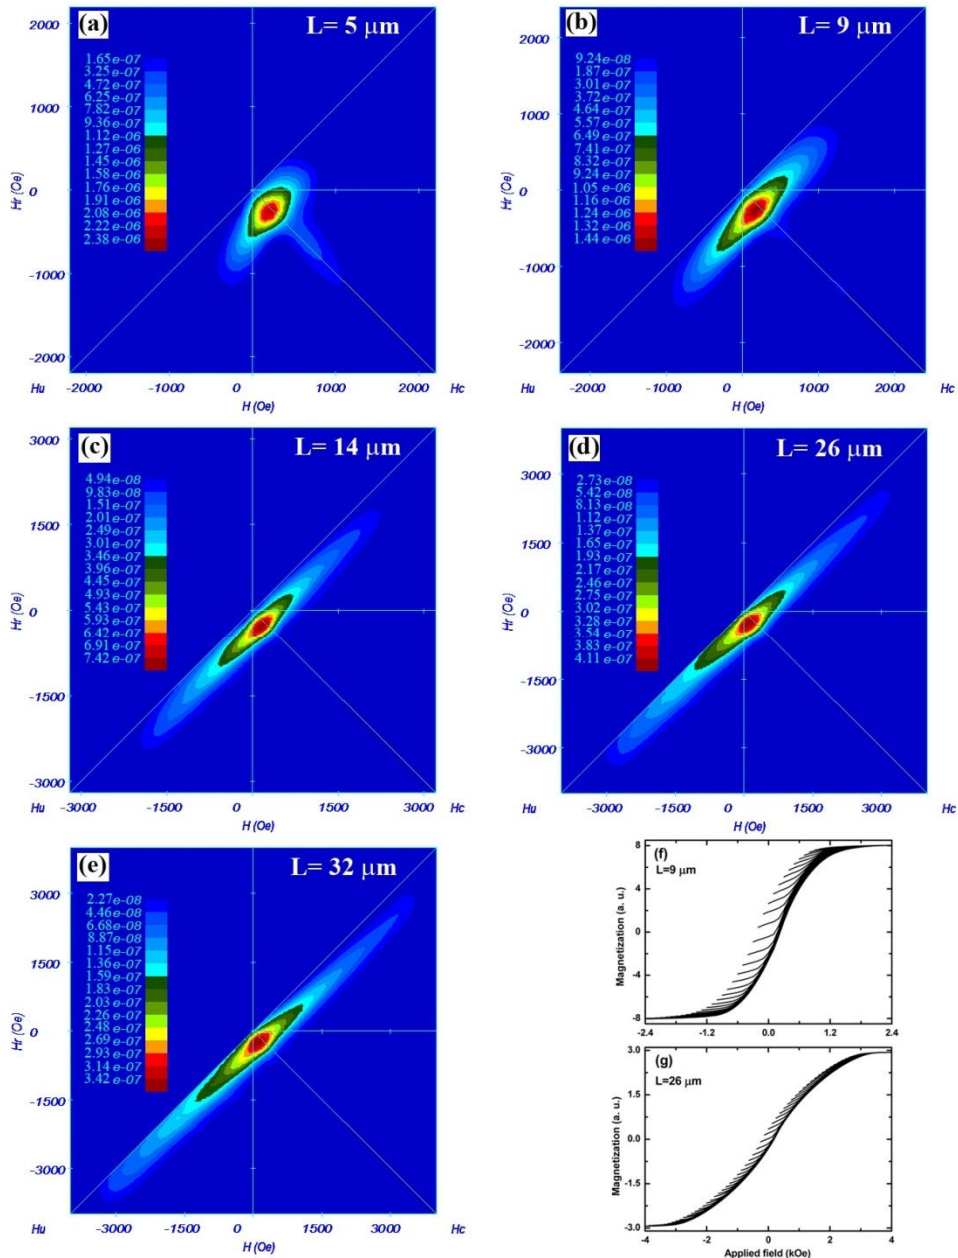 (a) L= 5 μm
2000
1000
0
-1000
-2000
Hr (Oe)
1.65e-07
3.25e-07
4.72e-07
6.25e-07
7.82e-07
9.36e-07
1.12e-06
1.27e-06
1.45e-06
1.58e-06
1.76e-06
1.91e-06
2.08e-06
2.22e-06
2.38e-06
Hu -2000 -1000 0 1000 2000 Hc
H (Oe)
(b) L= 9 μm
2000
1000
0
-1000
-2000
Hr (Oe)
9.24e-08
1.87e-07
3.01e-07
3.72e-07
4.64e-07
5.57e-07
6.49e-07
7.41e-07
8.32e-07
9.24e-07
1.05e-06
1.16e-06
1.24e-06
1.32e-06
1.44e-06
Hu -2000 -1000 0 1000 2000 Hc
H (Oe)
(c) L= 14 μm
3000
1500
0
-1500
-3000
Hr (Oe)
4.94e-08
9.83e-08
1.51e-07
2.01e-07
2.49e-07
3.01e-07
3.46e-07
3.96e-07
4.45e-07
4.93e-07
5.43e-07
5.93e-07
6.42e-07
6.91e-07
7.42e-07
Hu -3000 -1500 0 1500 3000 Hc
H (Oe)
(d) L= 26 μm
3000
1500
0
-1500
-3000
Hr (Oe)
2.73e-08
5.42e-08
8.13e-08
1.12e-07
1.37e-07
1.65e-07
1.93e-07
2.17e-07
2.46e-07
2.75e-07
3.02e-07
3.28e-07
3.54e-07
3.83e-07
4.11e-07
Hu -3000 -1500 0 1500 3000 Hc
H (Oe)
(e) L= 32 μm
3000
1500
0
-1500
-3000
Hr (Oe)
2.27e-08
4.46e-08
6.68e-08
8.87e-08
1.15e-07
1.36e-07
1.59e-07
1.83e-07
2.03e-07
2.26e-07
2.48e-07
2.69e-07
2.93e-07
3.14e-07
3.42e-07
Hu -3000 -1500 0 1500 3000 Hc
H (Oe)
(f)
L=9 μm
Magnetization (a. u.)
8
4
0
-4
-8
-2.4 -1.2 0.0 1.2 2.4
(g)
L=26 μm
Magnetization (a. u.)
3.0
1.5
0.0
-1.5
-3.0
-4 -2 0 2 4
Applied field (kOe)